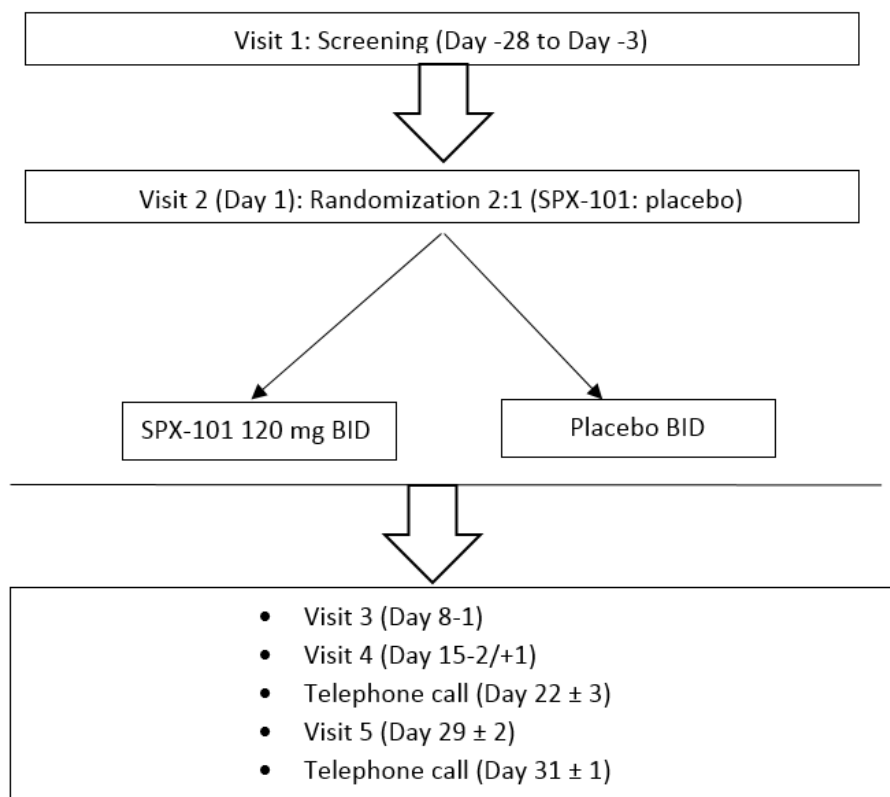 Visit 1: Screening (Day -28 to Day -3)
Visit 2 (Day 1): Randomization 2:1 (SPX-101: placebo)
SPX-101 120 mg BID
Placebo BID
• Visit 3 (Day 8-1)
• Visit 4 (Day 15-2/+1)
• Telephone call (Day 22 ± 3)
• Visit 5 (Day 29 ± 2)
• Telephone call (Day 31 ± 1)